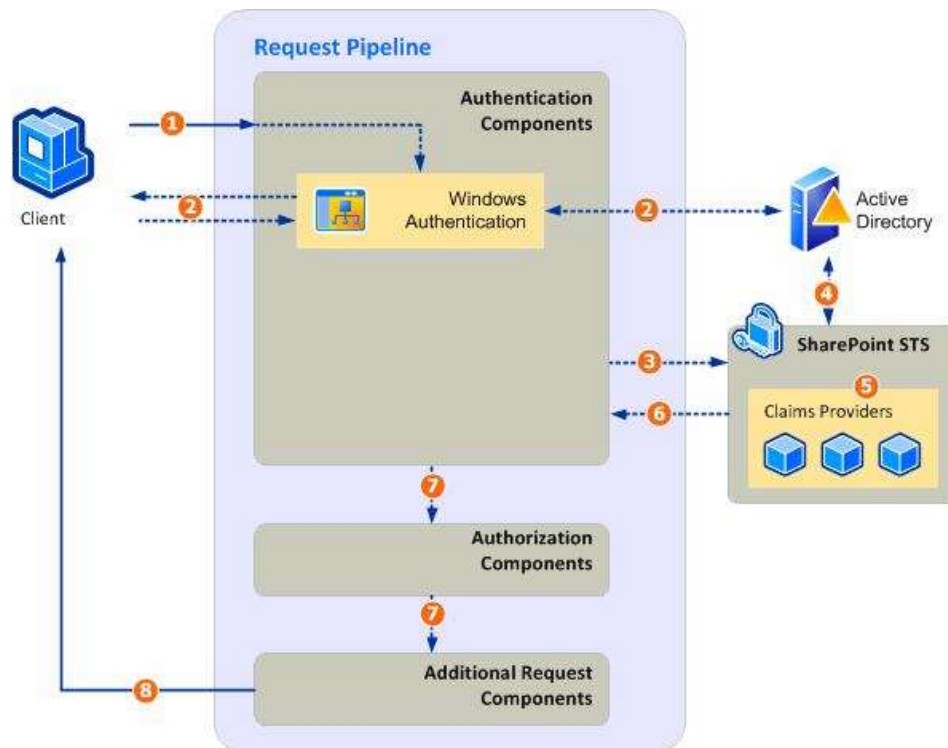 Request Pipeline
Authentication
Components
1
Client
2
Windows
Authentication
2
Active
Directory
4
3
SharePoint STS
5
Claims Providers
6
7
Authorization
Components
7
Additional Request
Components
8